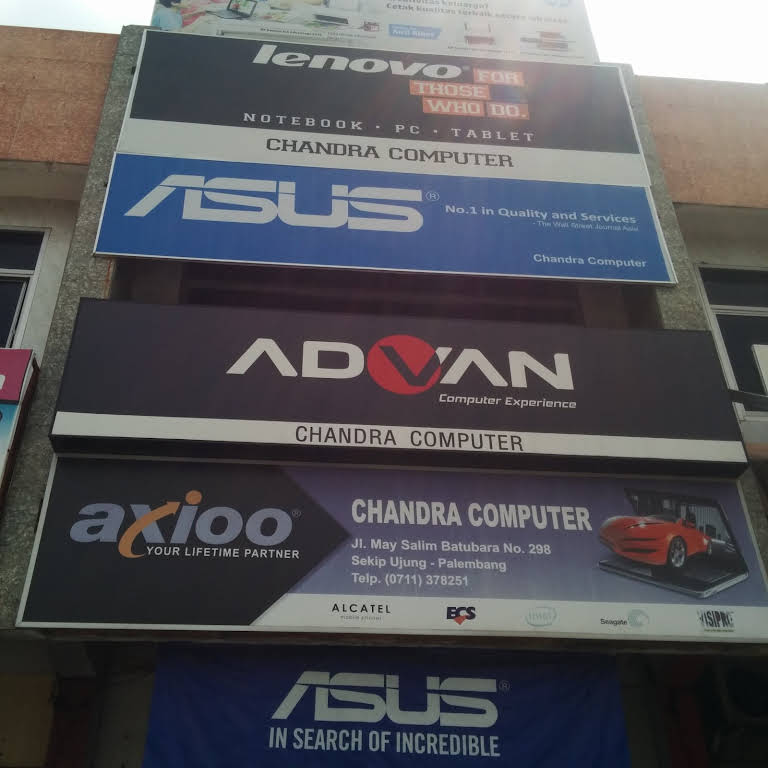 Cetak kualitas terbaik secara
lenovo® FOR
THOSE
WHO DO.
NOTEBOOK · PC · TABLET
CHANDRA COMPUTER
ASUS®
No.1 in Quality and Services
- The Wall Street Journal Asia
Chandra Computer
ADVAN
Computer Experience
CHANDRA COMPUTER
axioo®
YOUR LIFETIME PARTNER
CHANDRA COMPUTER
Jl. May Salim Batubara No. 298
Sekip Ujung - Palembang
Telp. (0711) 378251
ALCATEL
mobile phones
ECS
intel
Seagate
VISIPRO
ASUS®
IN SEARCH OF INCREDIBLE